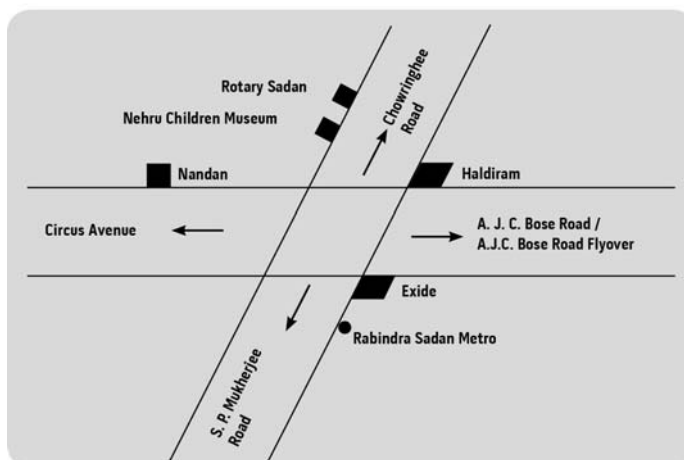 Rotary Sadan
Nehru Children Museum
Chowringhee
Road
Nandan
Haldiram
Circus Avenue
A. J. C. Bose Road /
A.J.C. Bose Road Flyover
Exide
Rabindra Sadan Metro
S. P. Mukherjee
Road